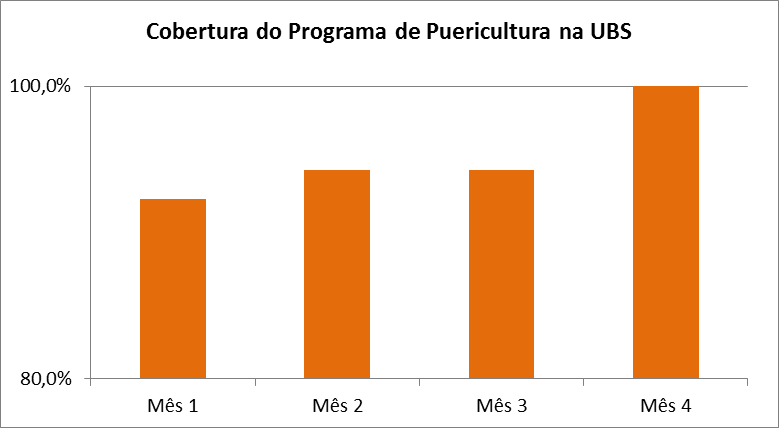 Cobertura do Programa de Puericultura na UBS
100,0%
80,0%
Mês 1
Mês 2
Mês 3
Mês 4